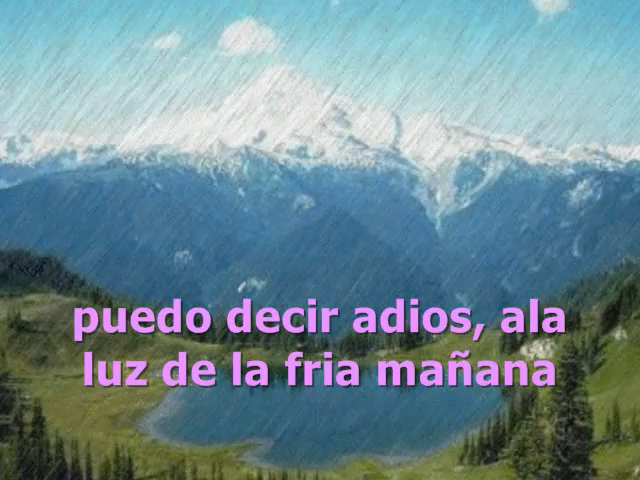 puedo decir adios, ala
luz de la fria mañana